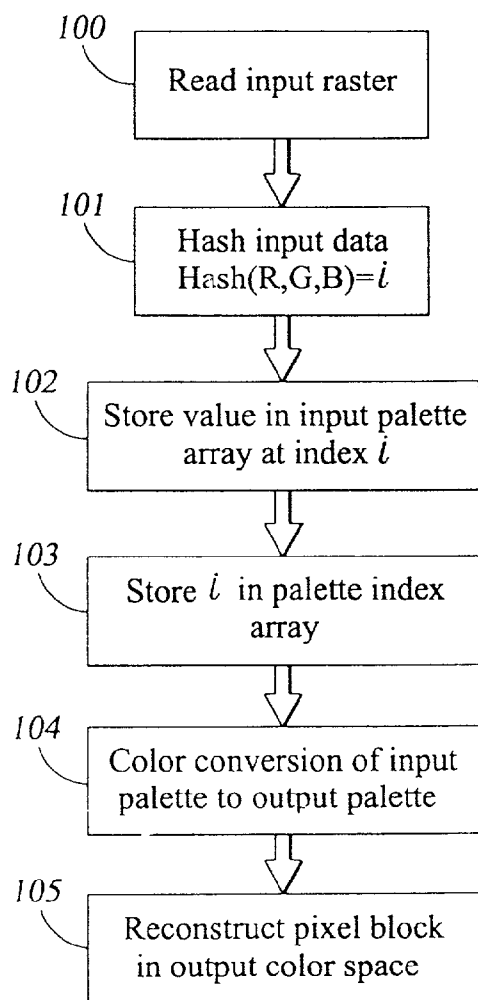 100
Read input raster
101
Hash input data
Hash(R,G,B)=i
102
Store value in input palette
array at index i
103
Store i in palette index
array
104
Color conversion of input
palette to output palette
105
Reconstruct pixel block
in output color space